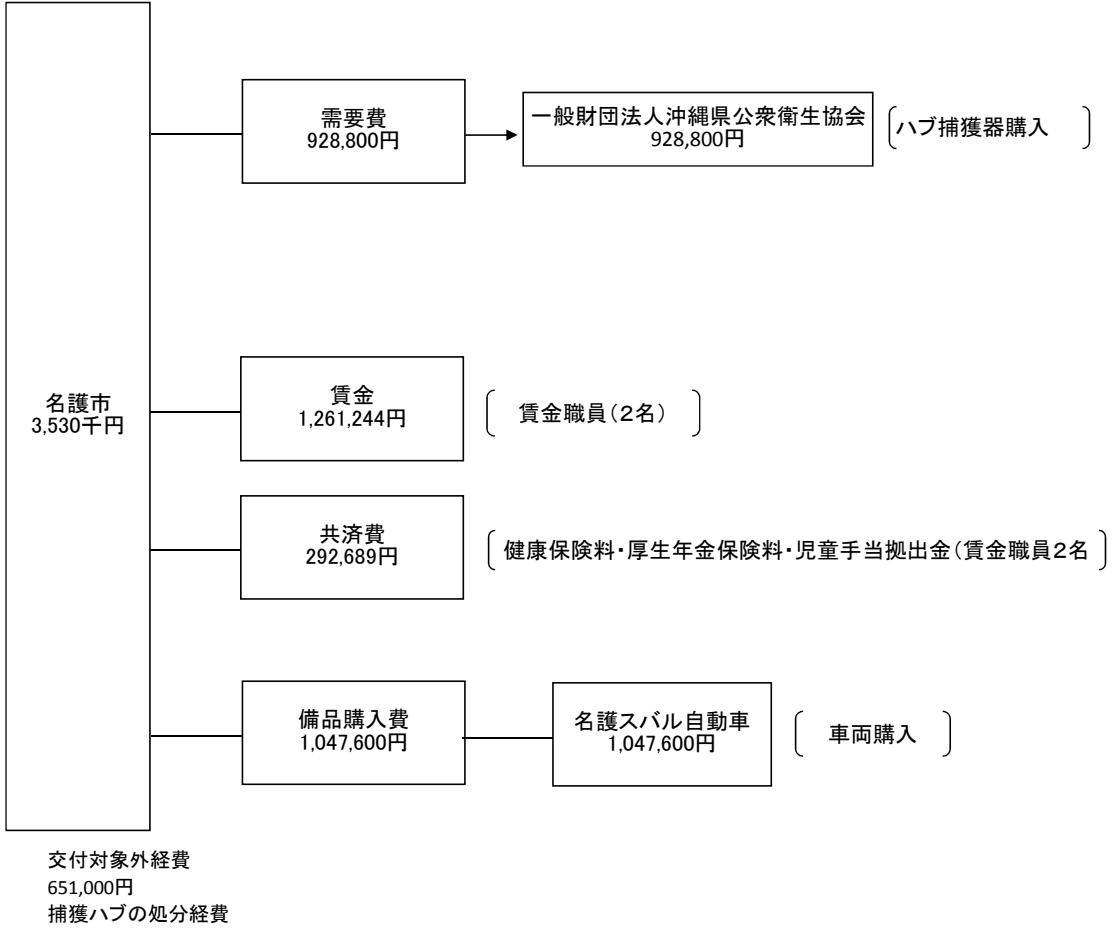 需要費
928,800円
一般財団法人沖縄県公衆衛生協会
928,800円
ハブ捕獲器購入
名護市
3,530千円
賃金
1,261,244円
賃金職員(2名)
共済費
292,689円
健康保険料・厚生年金保険料・児童手当拠出金(賃金職員2名
備品購入費
1,047,600円
名護スバル自動車
1,047,600円
車両購入
交付対象外経費
651,000円
捕獲ハブの処分経費